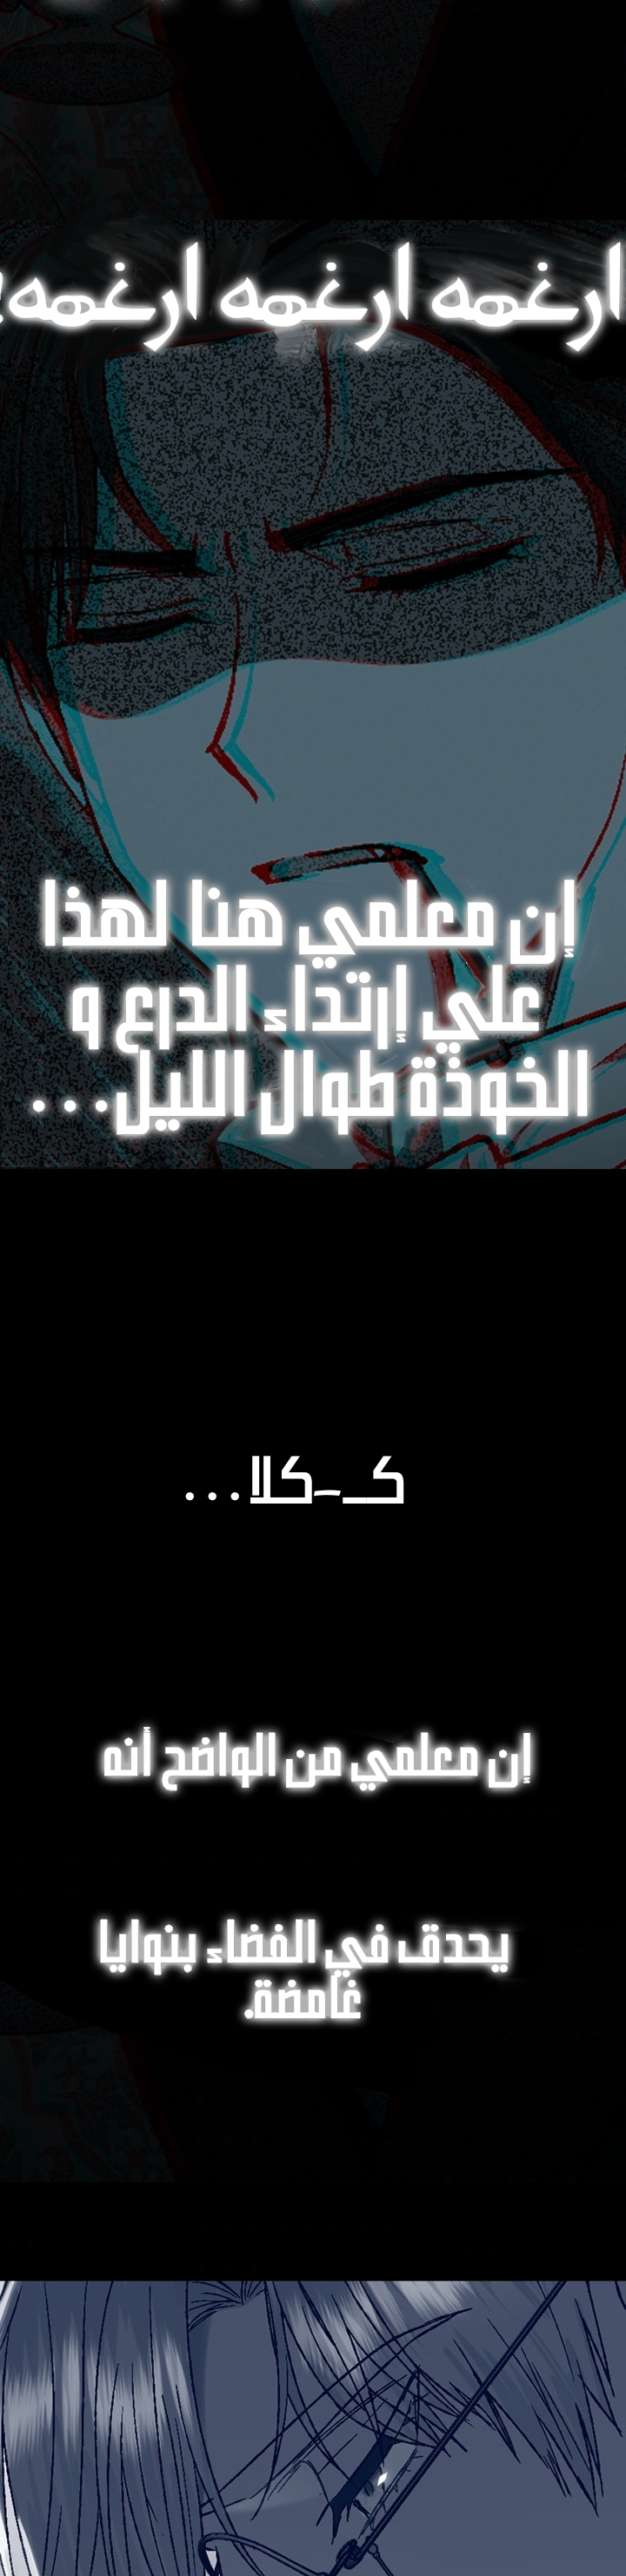 ارغمه ارغمه ارغمه!
إن معلمي هنا لهذا
علي إرتداء الدرع و
الخوذة طوال الليل...
كـ-كلا...
إن معلمي من الواضح أنه
يحدق في الفضاء بنوايا
غامضة.